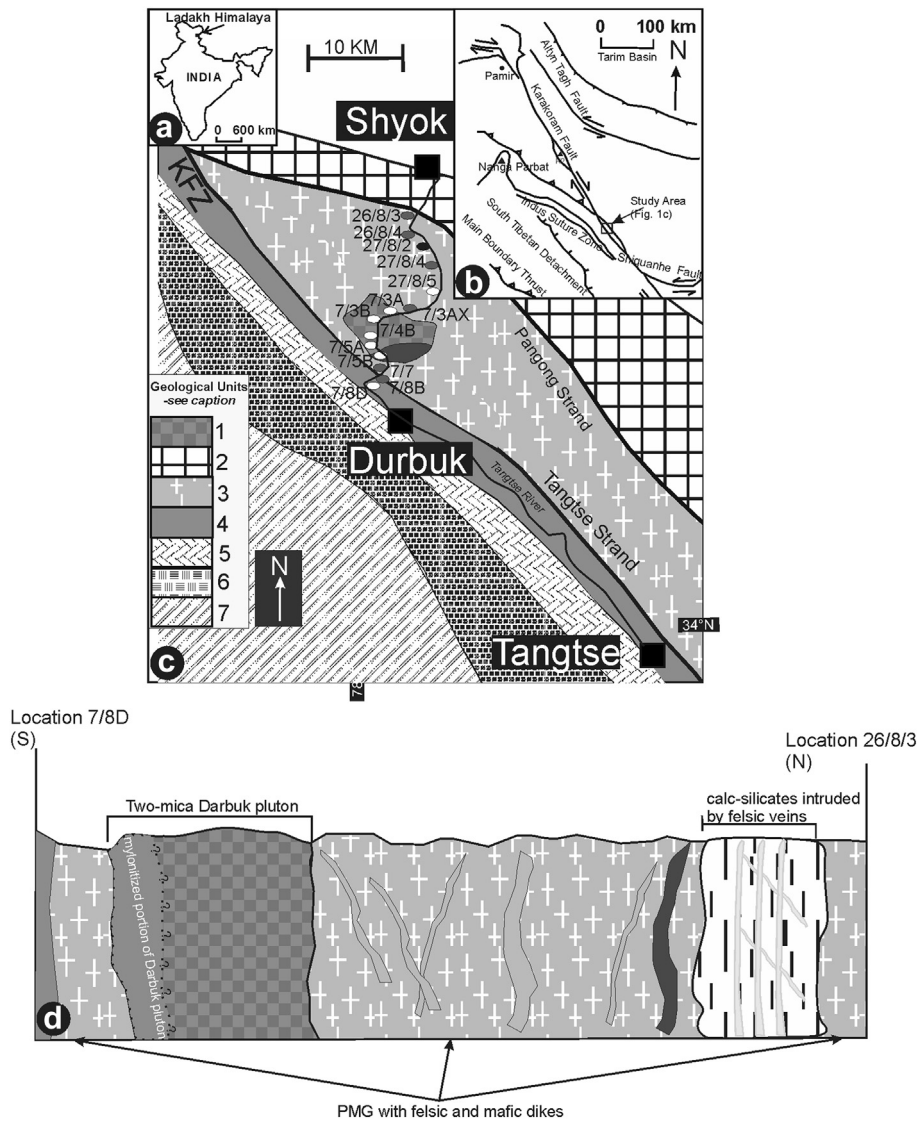 Ladakh Himalaya
INDIA
0 600 km
a
10 KM
0 100 km
Tarim Basin
N
Pamir
Altyn Tagh Fault
Karakoram Fault
Nanga Parbat
Study Area
(Fig. 1c)
Indus Suture Zone
South Tibetan Detachment
Main Boundary Thrust
Shiquanhe Fault
b
Shyok
KFZ
26/8/3
26/8/4
27/8/2
27/8/4
27/8/5
7/3A
7/3B
7/3AX
7/4B
7/5A
7/5B
7/7
7/8D
7/8B
Pangong Strand
Durbuk
Tangtse River
Tangtse Strand
Geological Units
-see caption
1
2
3
4
5
6
7
N
34°N
Tangtse
c
78
Location 7/8D
(S)
Location 26/8/3
(N)
Two-mica Darbuk pluton
calc-silicates intruded
by felsic veins
mylonitized portion of Darbuk pluton
? ? ? ? ? ? ? ?
d
PMG with felsic and mafic dikes